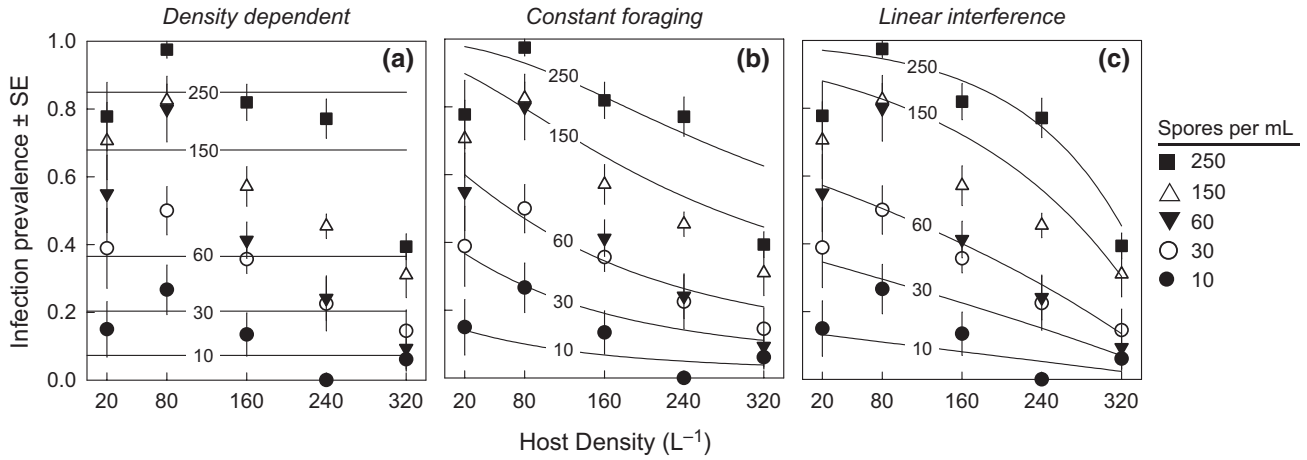 Density dependent
Constant foraging
Linear interference
Infection prevalence ± SE
1.0
0.8
0.6
0.4
0.2
0.0
(a)
250
150
60
30
10
20 80 160 240 320
(b)
250
150
60
30
10
20 80 160 240 320
(c)
250
150
60
30
10
20 80 160 240 320
Host Density (L⁻¹)
Spores per mL
250
150
60
30
10